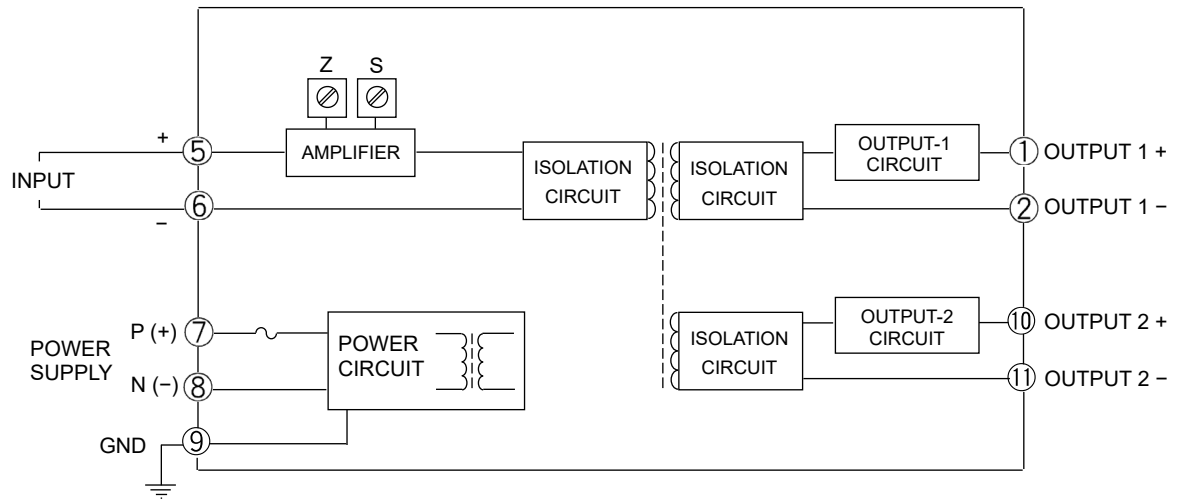 Z S
+
5
AMPLIFIER
INPUT
6
−
ISOLATION
CIRCUIT
ISOLATION
CIRCUIT
OUTPUT-1
CIRCUIT
1 OUTPUT 1 +
2 OUTPUT 1 −
POWER
SUPPLY
P (+) 7
N (−) 8
GND 9
POWER
CIRCUIT
ISOLATION
CIRCUIT
OUTPUT-2
CIRCUIT
10 OUTPUT 2 +
11 OUTPUT 2 −